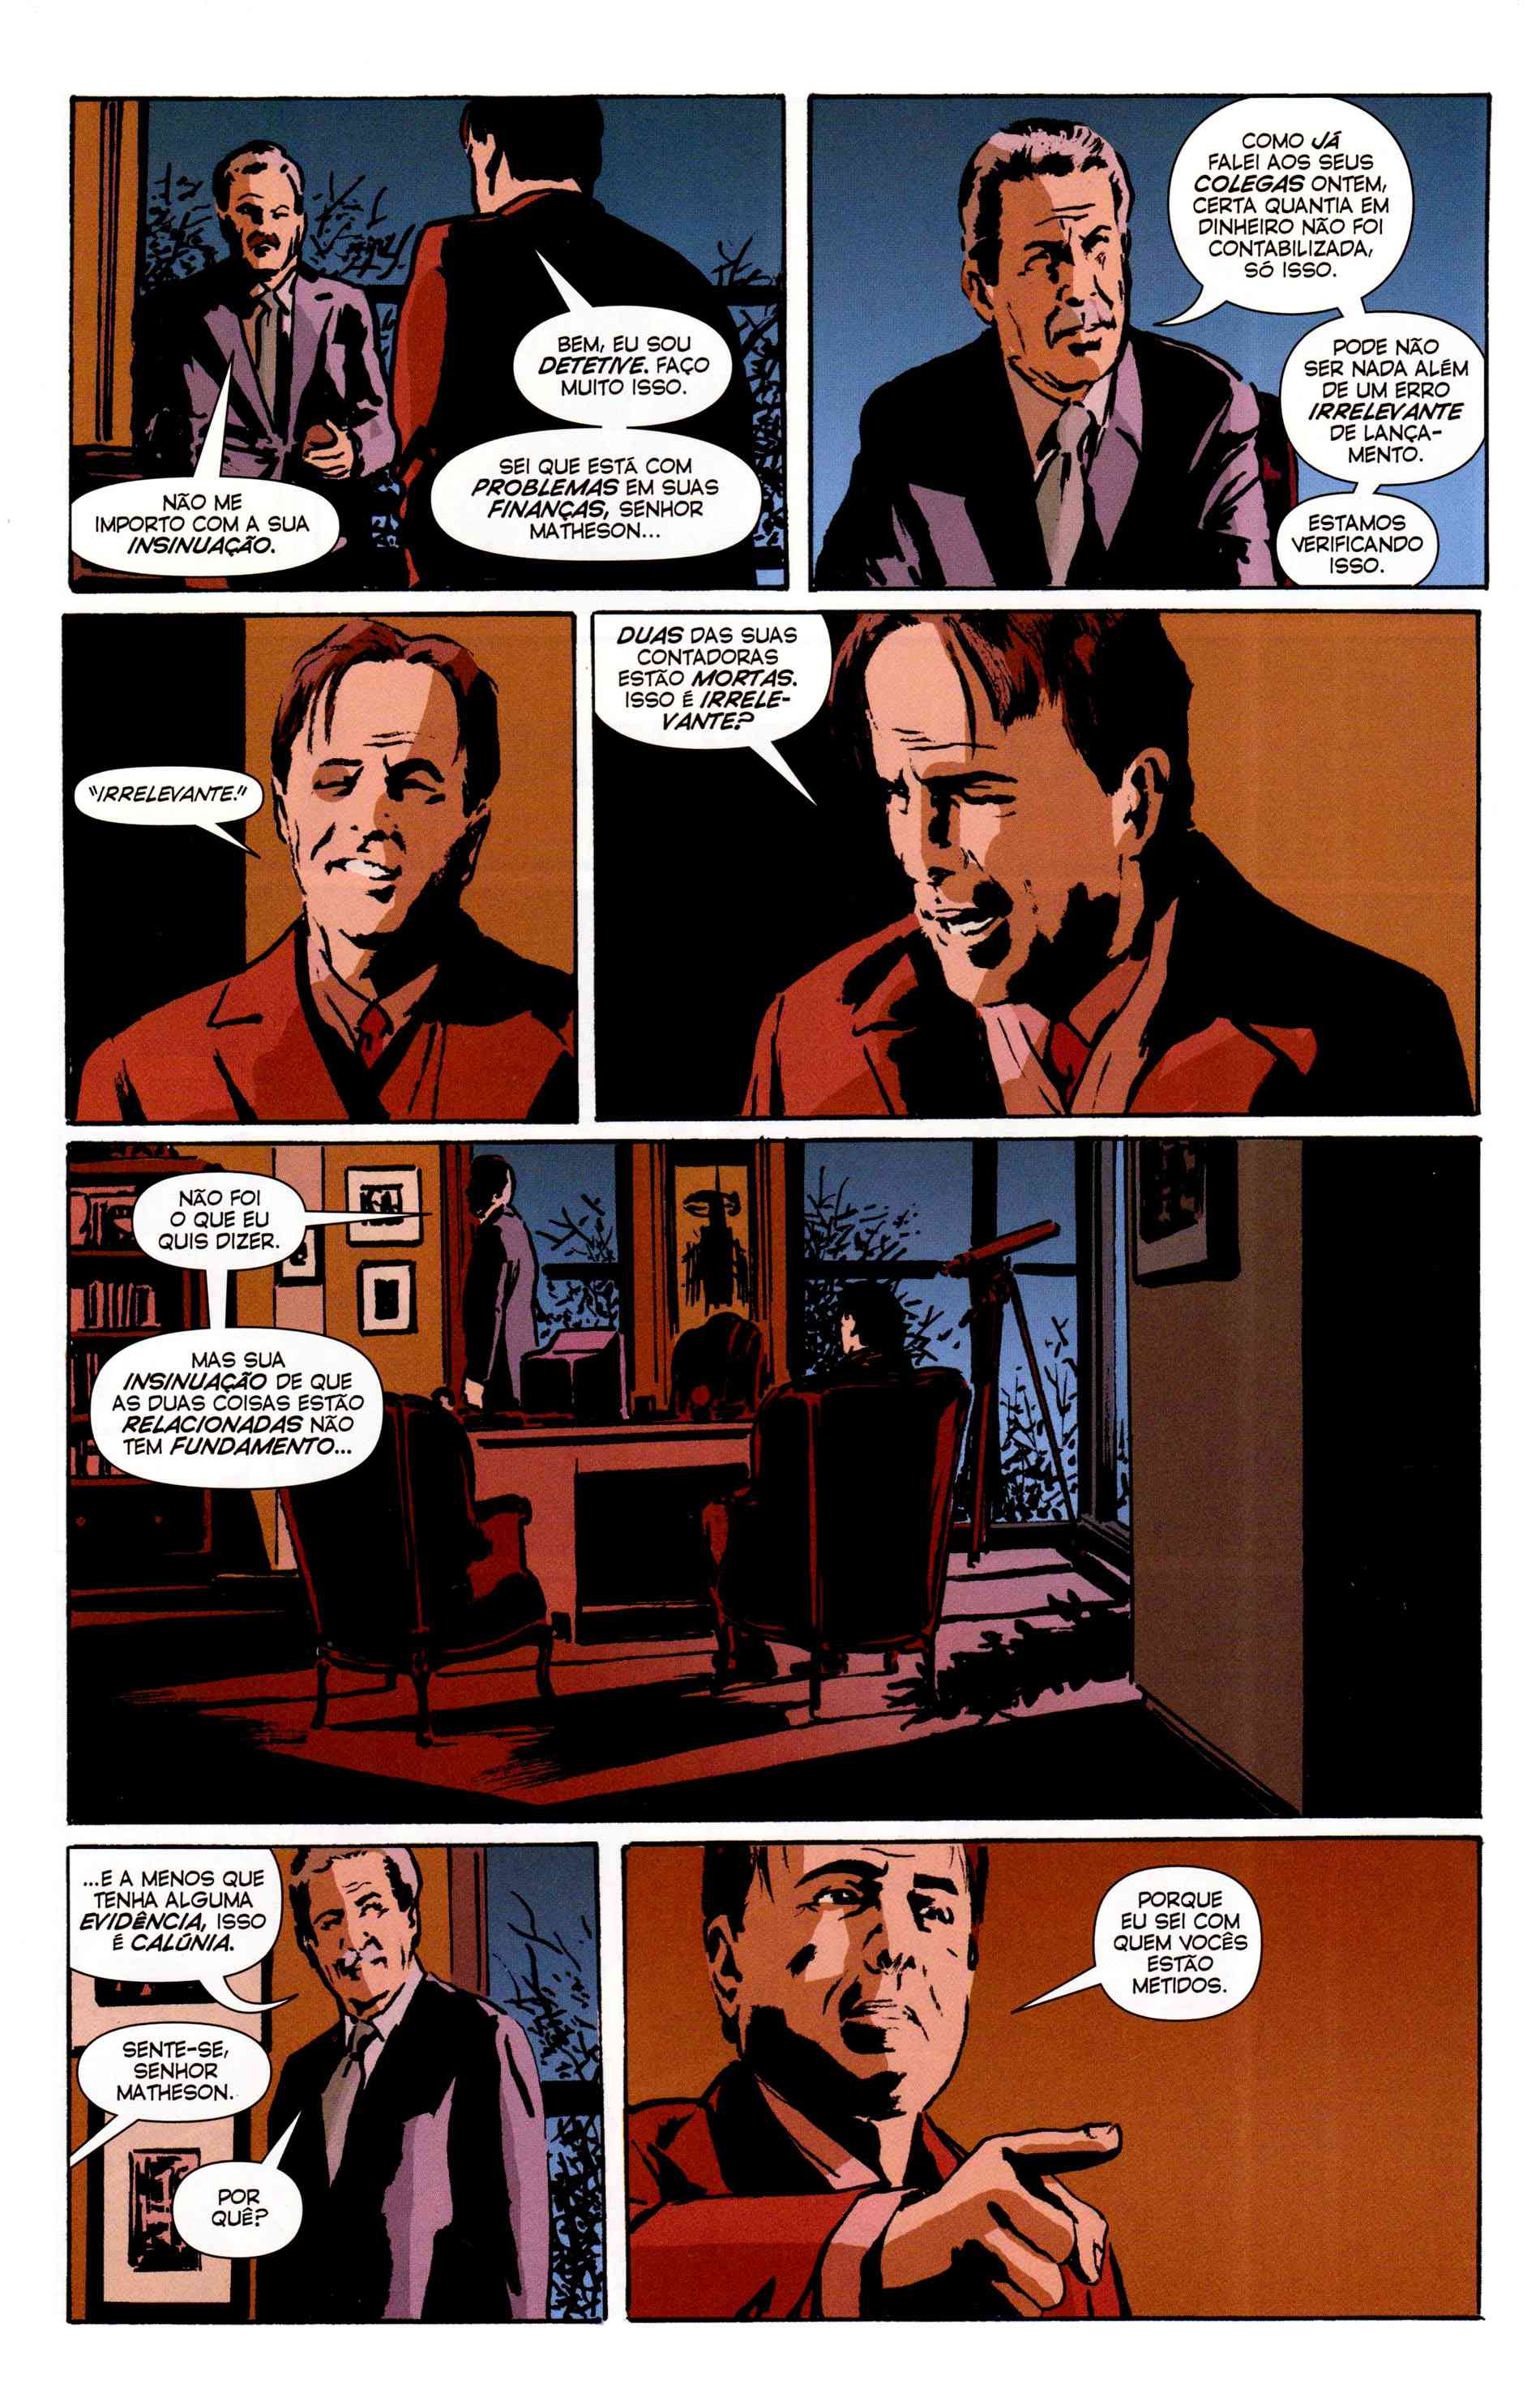 NÃO ME
IMPORTO COM A SUA
INSINUAÇÃO.
BEM, EU SOU
DETETIVE. FAÇO
MUITO ISSO.
SEI QUE ESTÁ COM
PROBLEMAS EM SUAS
FINANÇAS, SENHOR
MATHESON...
COMO JÁ
FALEI AOS SEUS
COLEGAS ONTEM,
CERTA QUANTIA EM
DINHEIRO NÃO FOI
CONTABILIZADA,
SÓ ISSO.
PODE NÃO
SER NADA ALÉM
DE UM ERRO
IRRELEVANTE
DE LANÇA-
MENTO.
ESTAMOS
VERIFICANDO
ISSO.
"IRRELEVANTE."
DUAS DAS SUAS
CONTADORAS
ESTÃO MORTAS.
ISSO É IRRELE-
VANTE?
NÃO FOI
O QUE EU
QUIS DIZER.
MAS SUA
INSINUAÇÃO DE QUE
AS DUAS COISAS ESTÃO
RELACIONADAS NÃO
TEM FUNDAMENTO...
...E A MENOS QUE
TENHA ALGUMA
EVIDÊNCIA, ISSO
É CALÚNIA.
SENTE-SE,
SENHOR
MATHESON.
POR
QUÊ?
PORQUE
EU SEI COM
QUEM VOCÊS
ESTÃO
METIDOS.